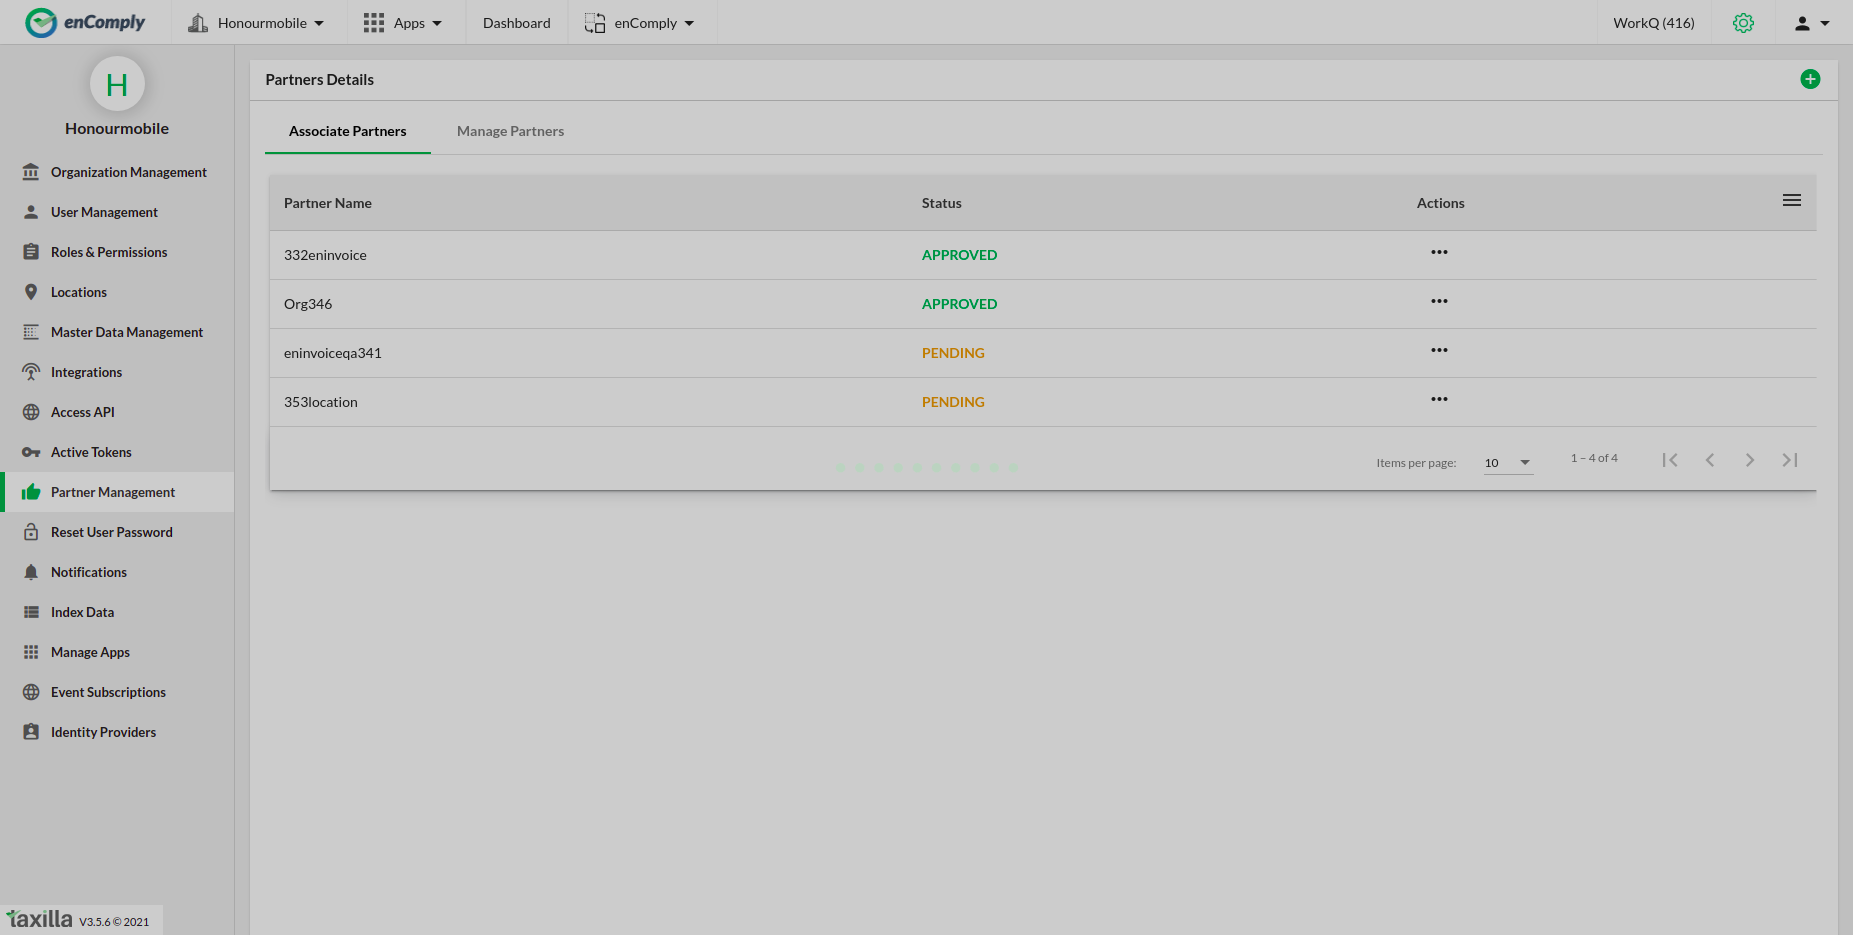 enComply
Honourmobile
Apps
Dashboard
enComply
WorkQ (416)
H
Honourmobile
Organization Management
User Management
Roles & Permissions
Locations
Master Data Management
Integrations
Access API
Active Tokens
Partner Management
Reset User Password
Notifications
Index Data
Manage Apps
Event Subscriptions
Identity Providers
taxilla V3.5.6 © 2021
Partners Details
Associate Partners Manage Partners
Partner Name Status Actions
332eninvoice APPROVED
Org346 APPROVED
eninvoiceqa341 PENDING
353location PENDING
Items per page: 10 1 – 4 of 4